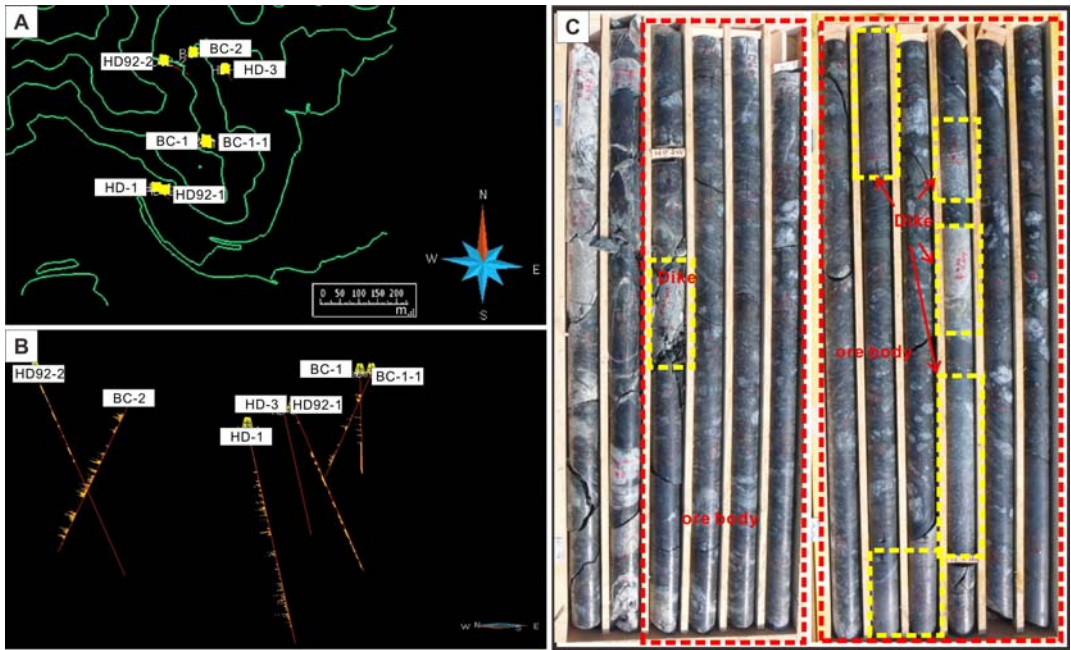 A
BC-2
HD92-2
HD-3
BC-1
BC-1-1
HD-1
HD92-1
N
W
E
S
0 50 100 150 200
m
B
HD92-2
BC-2
BC-1
BC-1-1
HD-3
HD92-1
HD-1
W
N
S
E
C
Dike
ore body
Dike
ore body